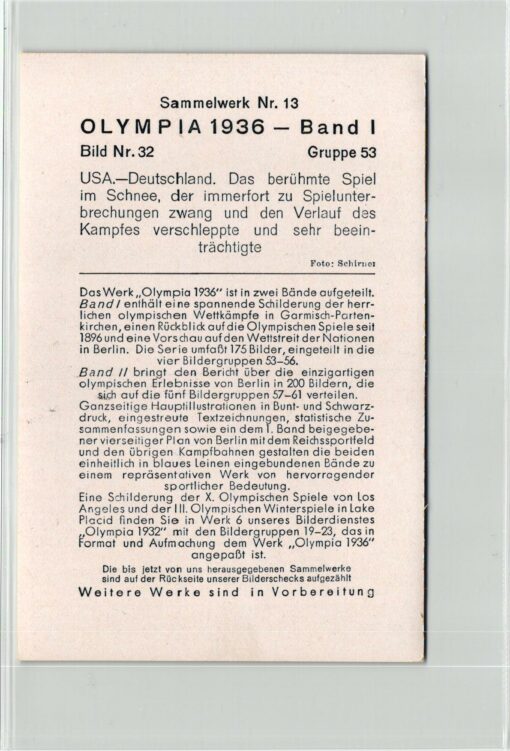 Sammelwerk Nr. 13
OLYMPIA 1936 — Band I
Bild Nr. 32 Gruppe 53
USA.—Deutschland. Das berühmte Spiel
im Schnee, der immerfort zu Spielunter-
brechungen zwang und den Verlauf des
Kampfes verschleppte und sehr beein-
trächtigte
Foto: Schirner
Das Werk „Olympia 1936“ ist in zwei Bände aufgeteilt.
Band I enthält eine spannende Schilderung der herr-
lichen olympischen Wettkämpfe in Garmisch-Parten-
kirchen, einen Rückblick auf die Olympischen Spiele seit
1896 und eine Vorschau auf den Wettstreit der Nationen
in Berlin. Die Serie umfaßt 175 Bilder, eingeteilt in die
vier Bildergruppen 53–56.
Band II bringt den Bericht über die einzigartigen
olympischen Erlebnisse von Berlin in 200 Bildern, die
sich auf die fünf Bildergruppen 57–61 verteilen.
Ganzseitige Hauptillustrationen in Bunt- und Schwarz-
druck, eingestreute Textzeichnungen, statistische Zu-
sammenfassungen sowie ein dem I. Band beigegebe-
ner vierseitiger Plan von Berlin mit dem Reichssportfeld
und den übrigen Kampfbahnen gestalten die beiden
einheitlich in blaues Leinen eingebundenen Bände zu
einem repräsentativen Werk von hervorragender
sportlicher Bedeutung.
Eine Schilderung der X. Olympischen Spiele von Los
Angeles und der III. Olympischen Winterspiele in Lake
Placid finden Sie in Werk 6 unseres Bilderdienstes
„Olympia 1932“ mit den Bildergruppen 19–23, das in
Format und Aufmachung dem Werk „Olympia 1936“
angepaßt ist.
Die bis jetzt von uns herausgegebenen Sammelwerke
sind auf der Rückseite unserer Bilderschecks aufgezählt
Weitere Werke sind in Vorbereitung